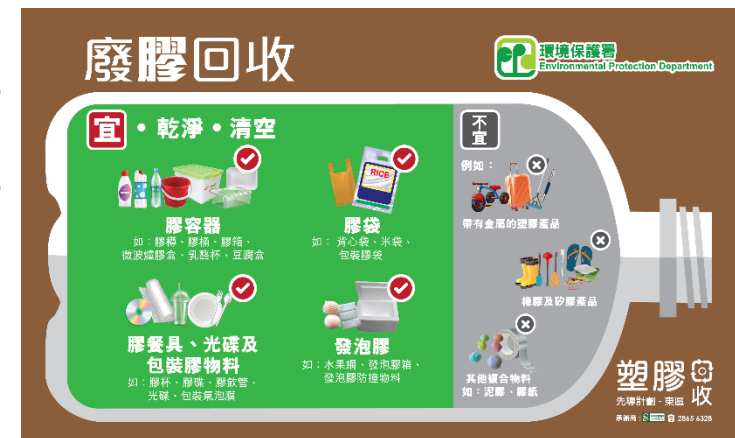 廢膠回收
環境保護署
Environmental Protection Department
宜 • 乾淨 • 清空
RICE
膠容器
如：膠樽、膠桶、膠箱、
微波爐膠盒、乳酪杯、豆腐盒
膠袋
如： 背心袋、米袋、
包裝膠袋
膠餐具、光碟及
包裝膠物料
如：膠杯、膠碟、膠飲管、
光碟、包裝氣泡膜
發泡膠
如：水果網、發泡膠箱、
發泡膠防撞物料
不宜
例如：
帶有金屬的塑膠產品
橡膠及矽膠產品
其他複合物料
如：泥膠、膠紙
塑膠回收
先導計劃 - 東區
承辦商：
2865 6328